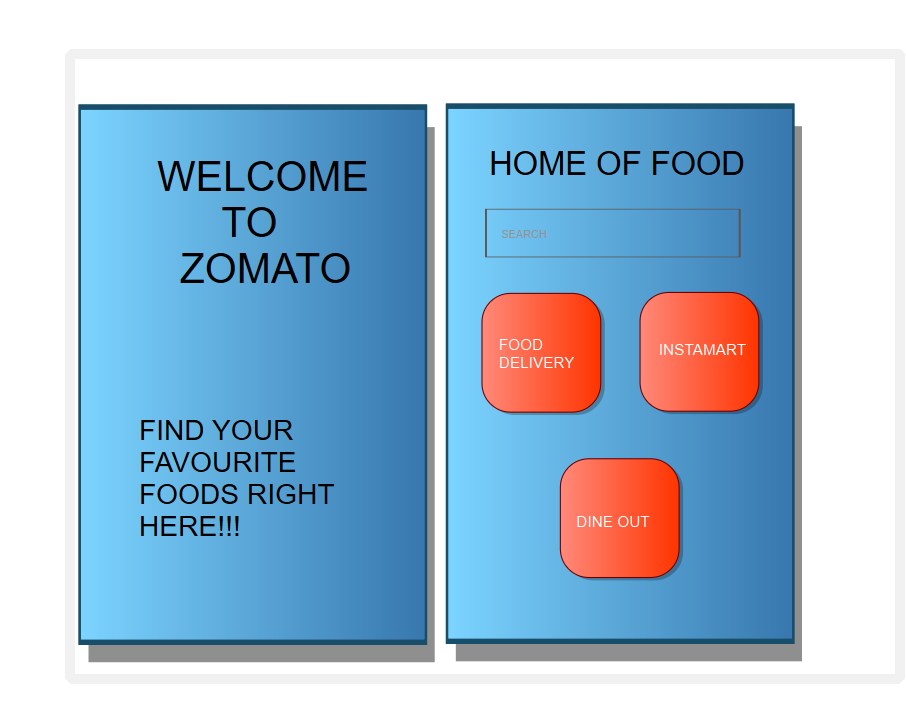 WELCOME
TO
ZOMATO
FIND YOUR
FAVOURITE
FOODS RIGHT
HERE!!!
HOME OF FOOD
SEARCH
FOOD
DELIVERY
INSTAMART
DINE OUT